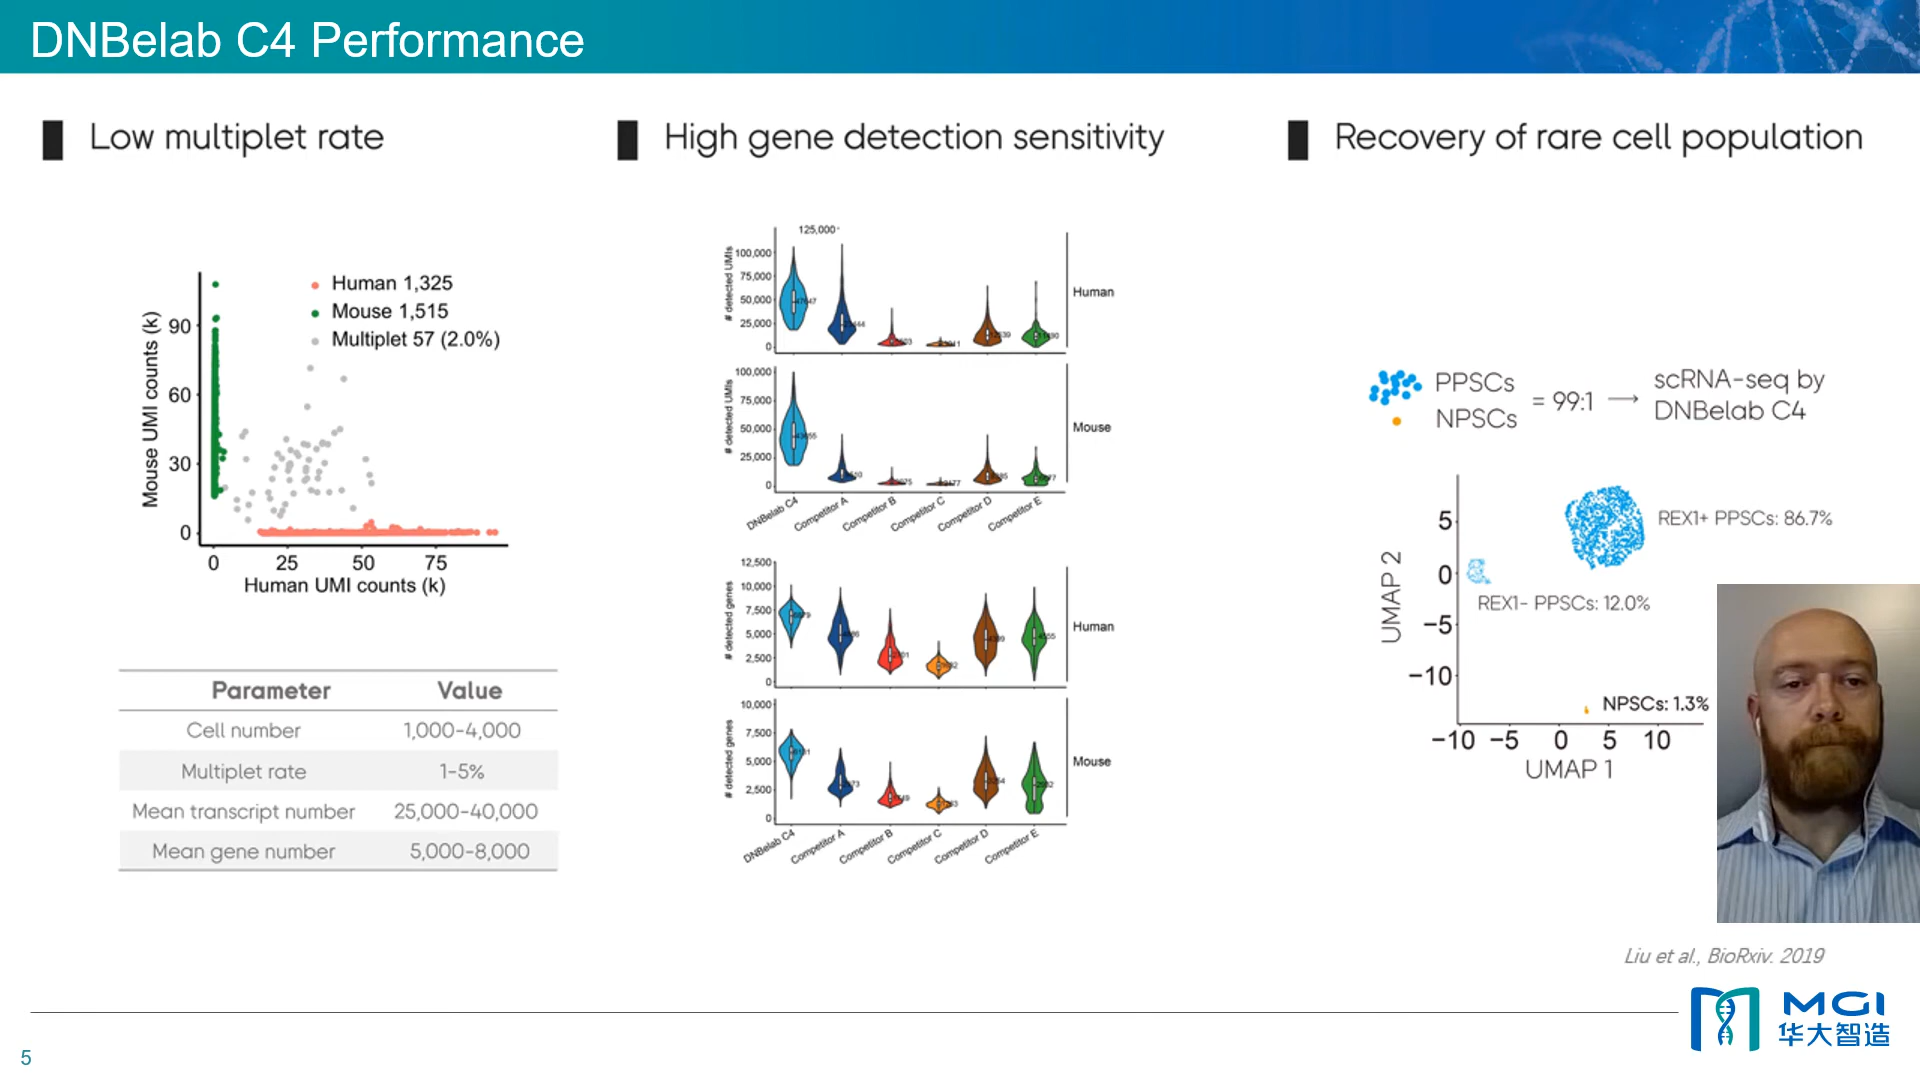 DNBelab C4 Performance
Low multiplet rate
Human 1,325
Mouse 1,515
Multiplet 57 (2.0%)
Mouse UMI counts (k)
90
60
30
0
0 25 50 75
Human UMI counts (k)
Parameter Value
Cell number 1,000-4,000
Multiplet rate 1-5%
Mean transcript number 25,000-40,000
Mean gene number 5,000-8,000
High gene detection sensitivity
125,000
# detected UMIs
100,000
75,000
50,000
25,000
0
Human
# detected UMIs
100,000
75,000
50,000
25,000
0
Mouse
DNBelab C4 Competitor A Competitor B Competitor C Competitor D Competitor E
# detected genes
12,500
10,000
7,500
5,000
2,500
0
Human
# detected genes
10,000
7,500
5,000
2,500
0
Mouse
DNBelab C4 Competitor A Competitor B Competitor C Competitor D Competitor E
Recovery of rare cell population
PPSCs
NPSCs
= 99:1 →
scRNA-seq by
DNBelab C4
UMAP 2
5
0
−5
−10
REX1+ PPSCs: 86.7%
REX1- PPSCs: 12.0%
NPSCs: 1.3%
−10 −5 0 5 10
UMAP 1
Liu et al., BioRxiv. 2019
MGI
华大智造
5